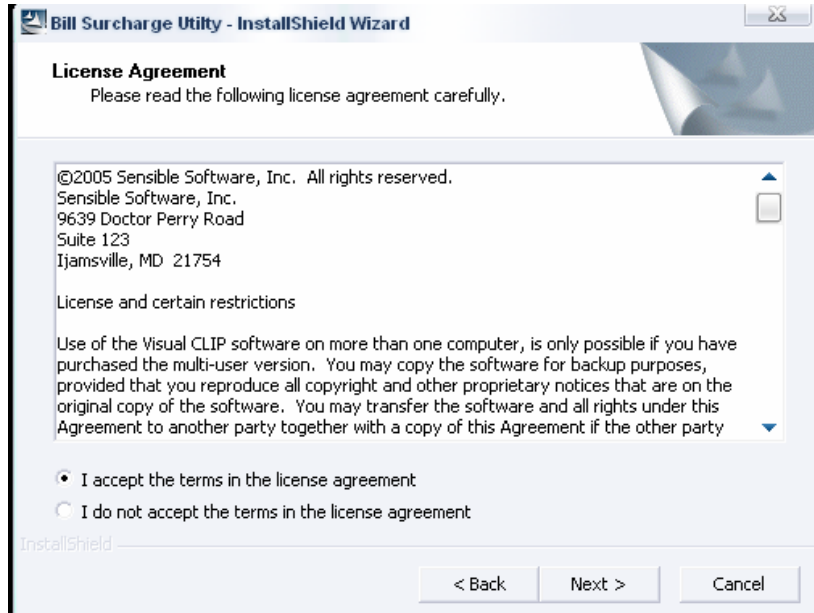 Bill Surcharge Utilty - InstallShield Wizard
License Agreement
Please read the following license agreement carefully.
©2005 Sensible Software, Inc.  All rights reserved.
Sensible Software, Inc.
9639 Doctor Perry Road
Suite 123
Ijamsville, MD  21754
License and certain restrictions
Use of the Visual CLIP software on more than one computer, is only possible if you have
purchased the multi-user version.  You may copy the software for backup purposes,
provided that you reproduce all copyright and other proprietary notices that are on the
original copy of the software.  You may transfer the software and all rights under this
Agreement to another party together with a copy of this Agreement if the other party
I accept the terms in the license agreement
I do not accept the terms in the license agreement
InstallShield
< Back Next > Cancel